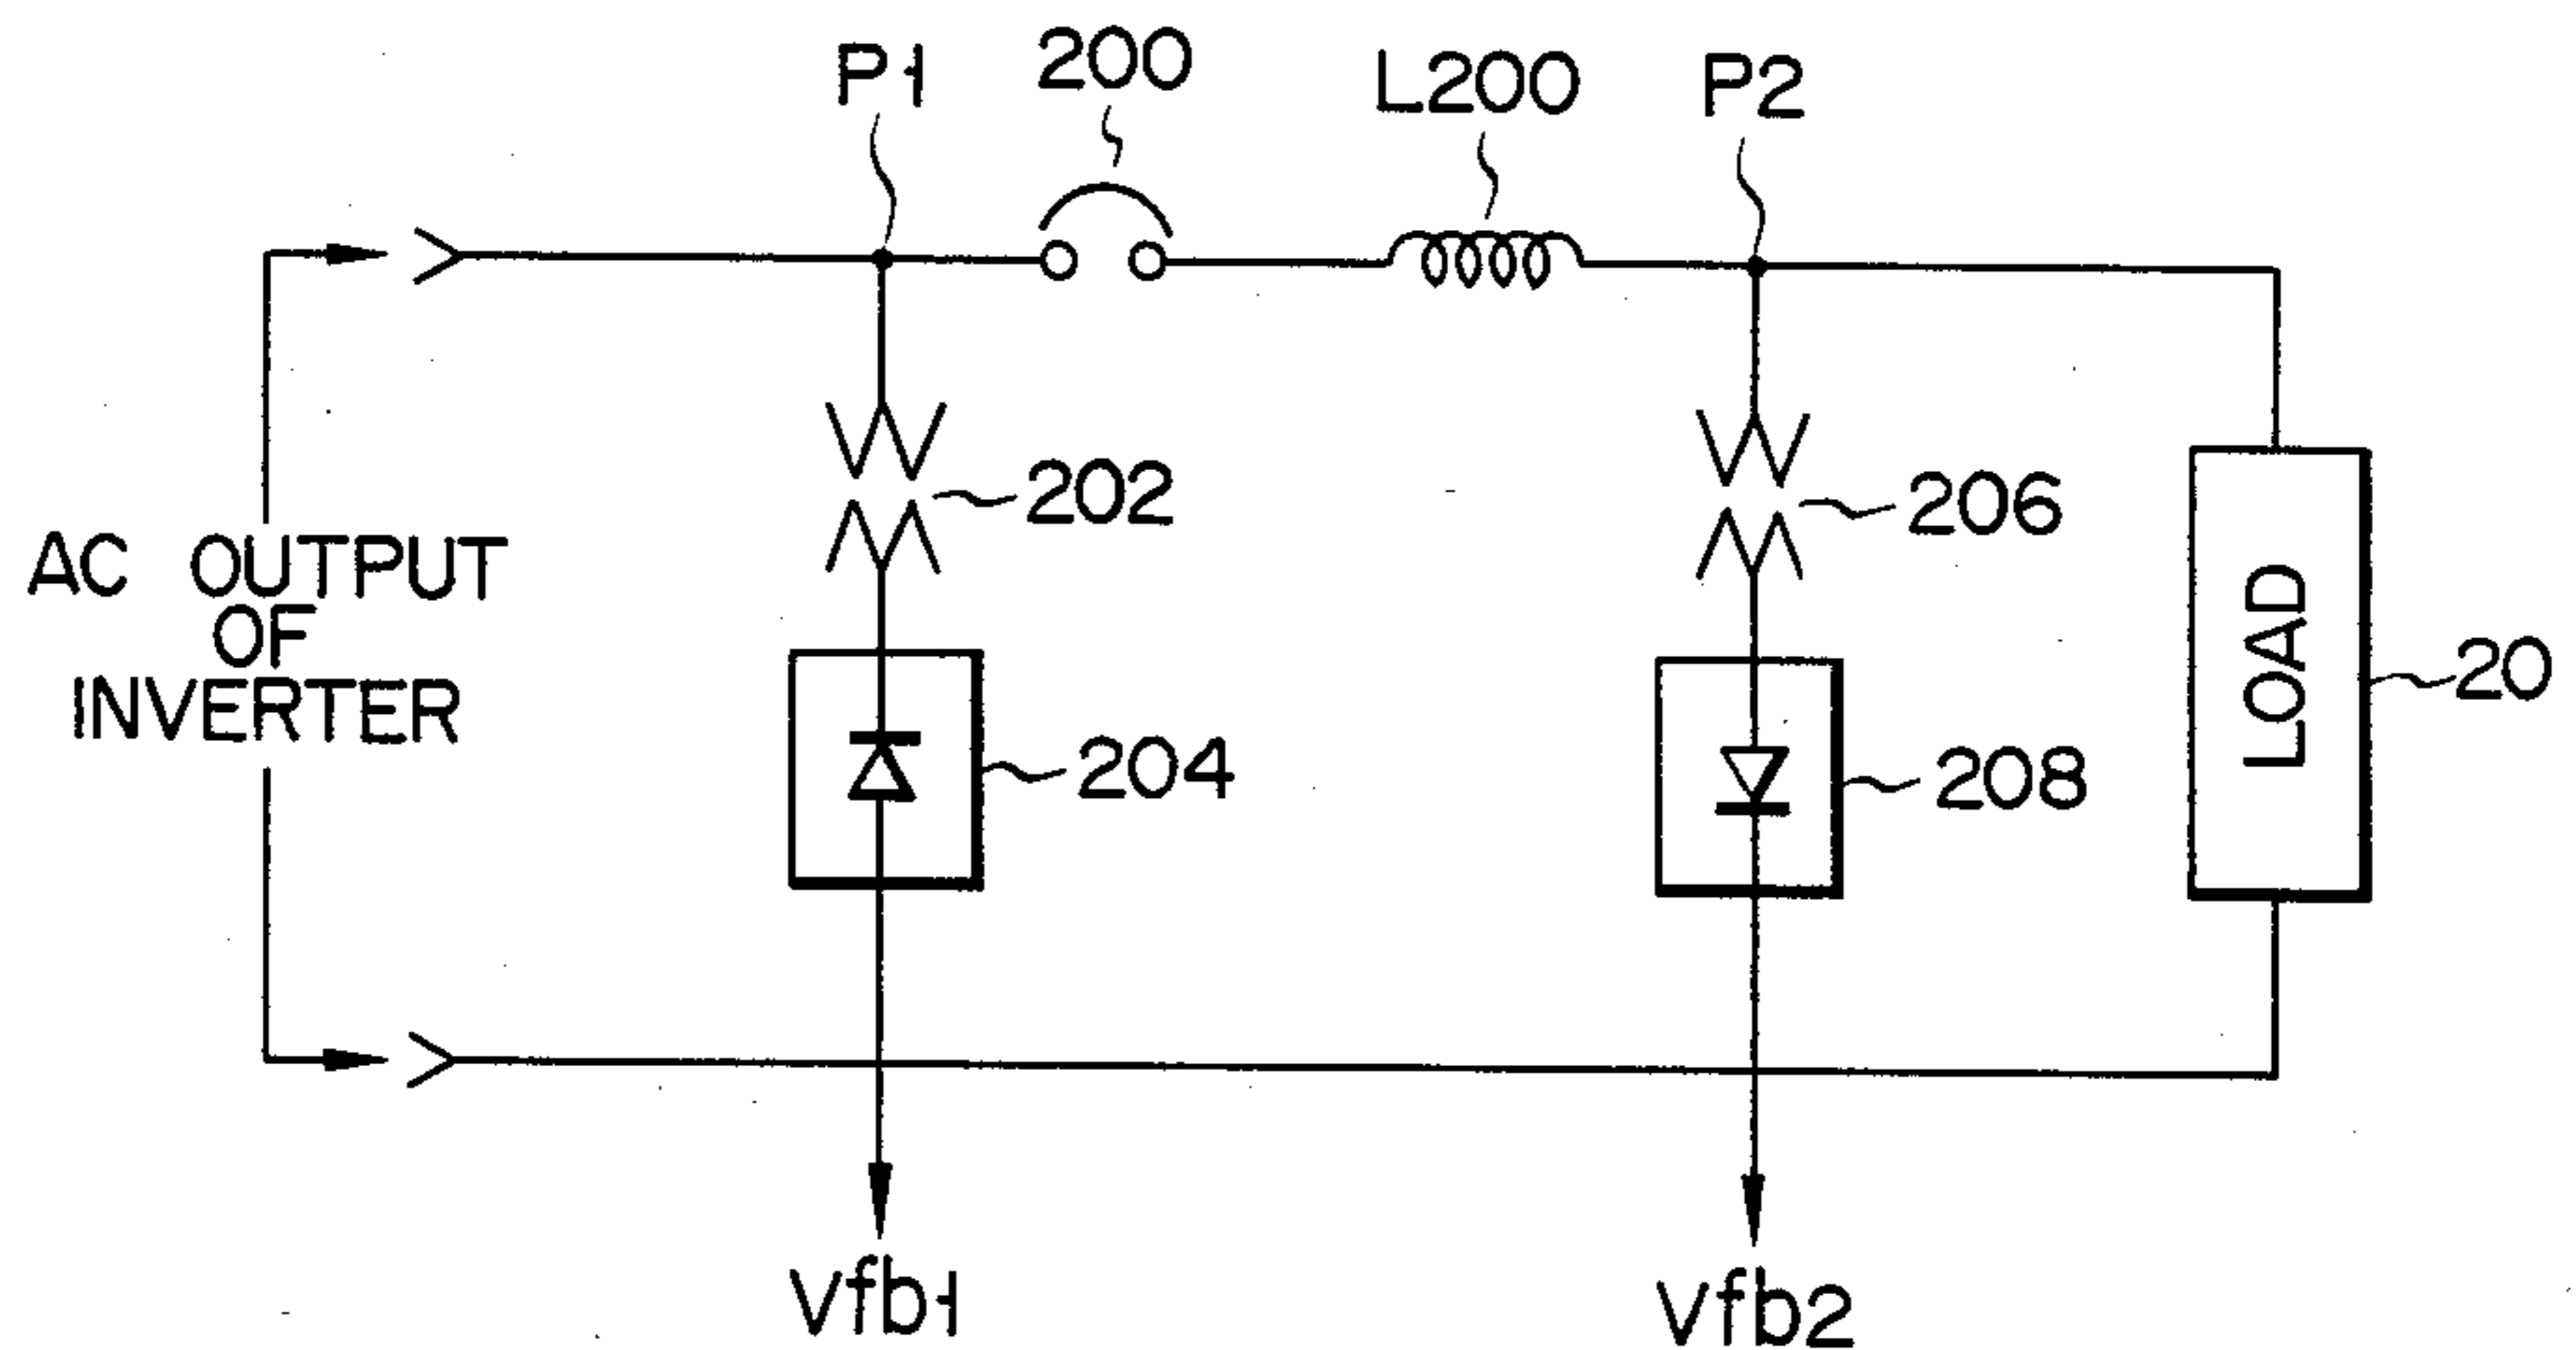 P1
200
L200
P2
202
206
AC OUTPUT
OF
INVERTER
204
208
LOAD
20
Vfb1
Vfb2